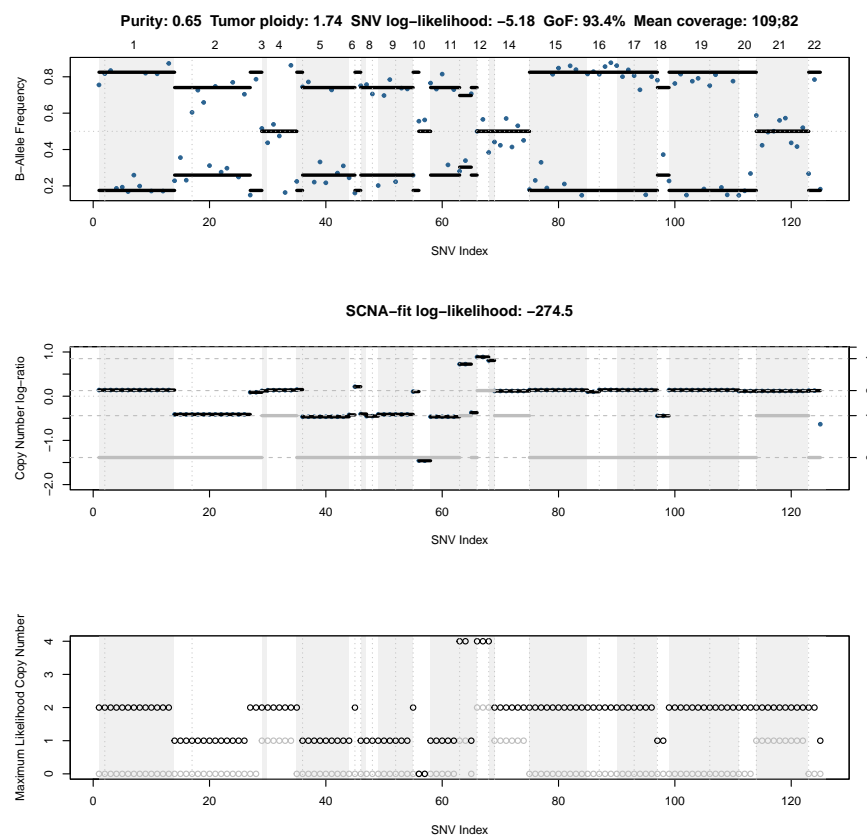 Purity: 0.65 Tumor ploidy: 1.74 SNV log−likelihood: −5.18 GoF: 93.4% Mean coverage: 109;82
1 2 3 4 5 6 8 9 10 11 12 14 15 16 17 18 19 20 22
B−Allele Frequency
0.2 0.4 0.6 0.8
0 20 40 60 80 100 120
SNV Index
SCNA−fit log−likelihood: −274.5
Copy Number log−ratio
−2.0 −1.0 0.0 1.0
0 20 40 60 80 100 120
SNV Index
Maximum Likelihood Copy Number
0 1 2 3 4
0 20 40 60 80 100 120
SNV Index